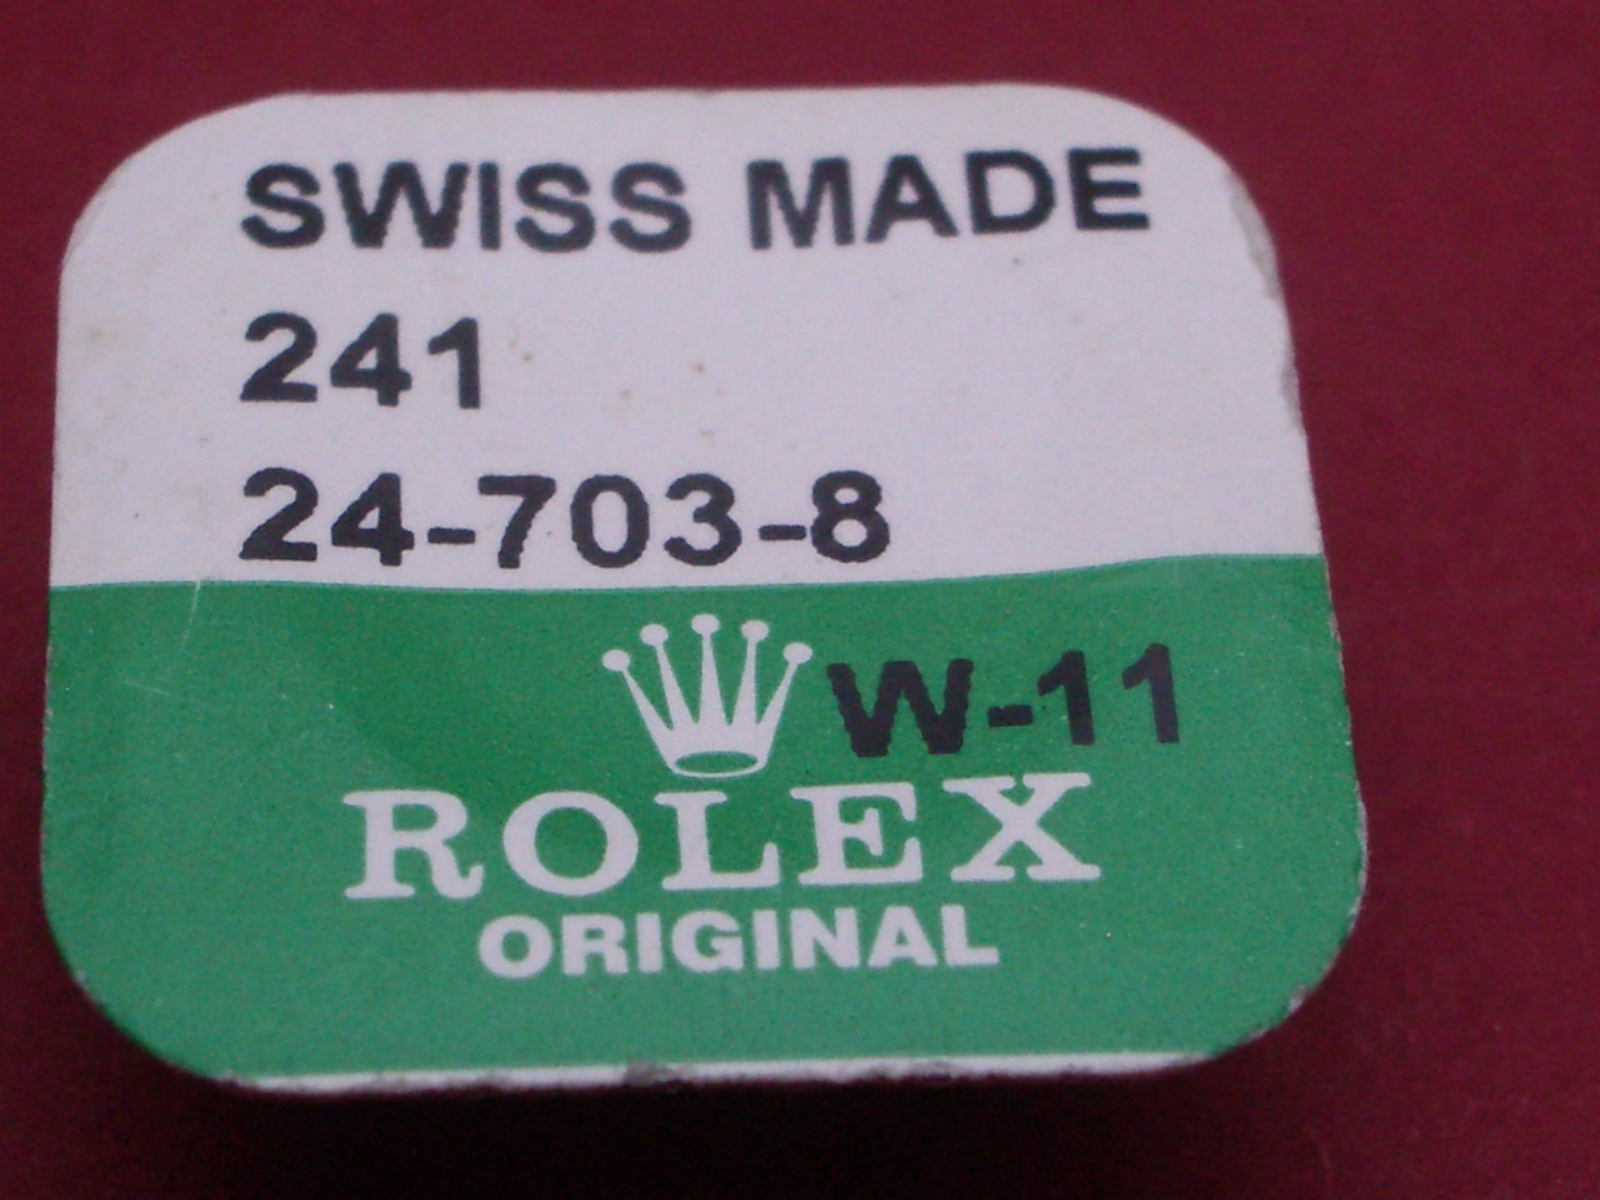 SWISS MADE
241
24-703-8
W-11
ROLEX
ORIGINAL